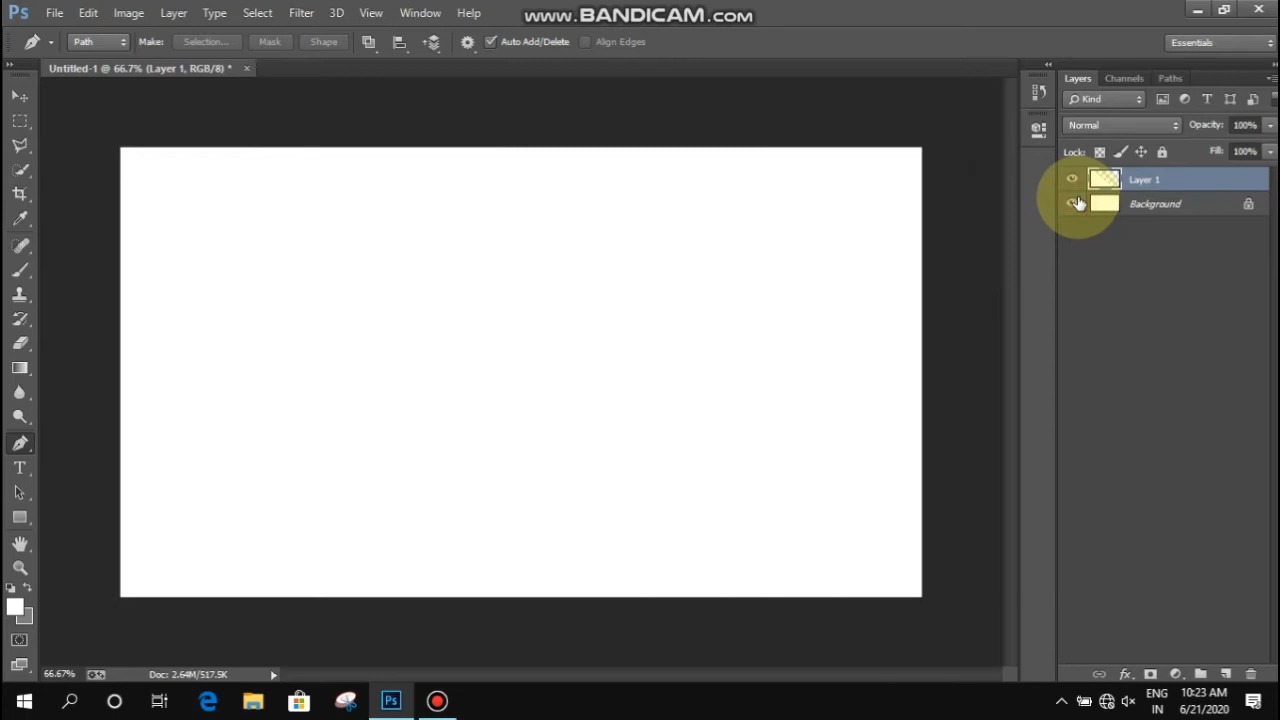 www.BANDICAM.com
Ps File Edit Image Layer Type Select Filter 3D View Window Help
Path Make: Selection... Mask Shape Auto Add/Delete Align Edges Essentials
Untitled-1 @ 66.7% (Layer 1, RGB/8) * ×
Layers Channels Paths
Kind
Normal Opacity: 100%
Lock: Fill: 100%
Layer 1
Background
66.67% Doc: 2.64M/517.5K
Ps
ENG 10:23 AM
IN 6/21/2020